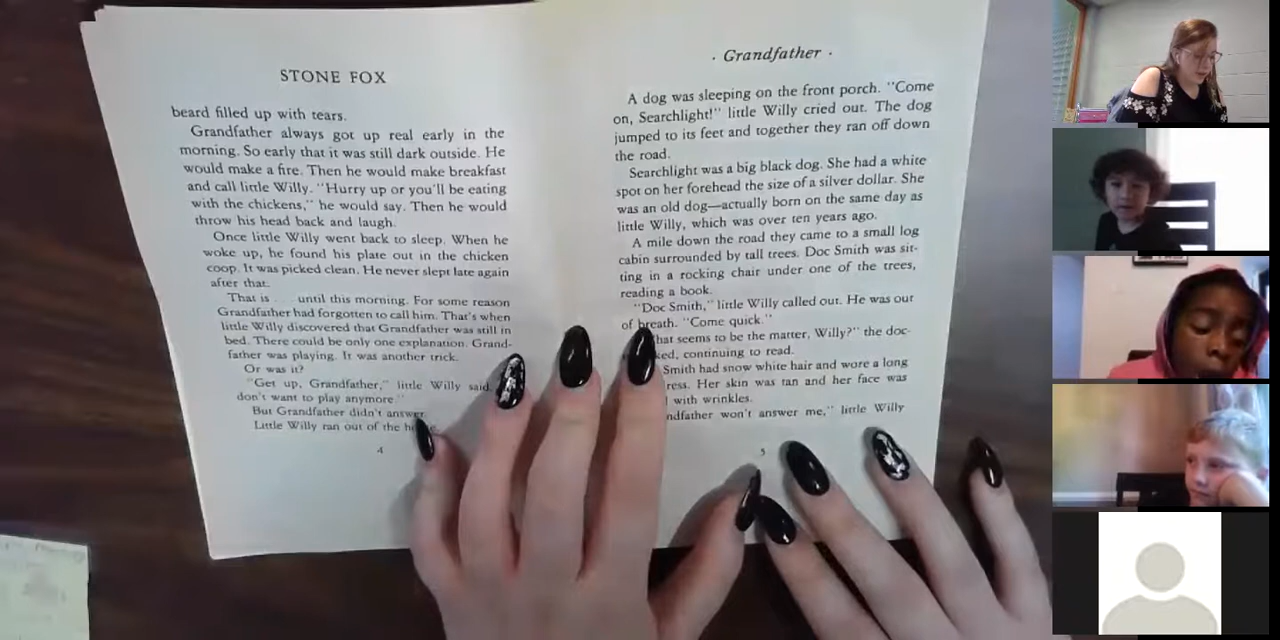 STONE FOX
beard filled up with tears.
Grandfather always got up real early in the
morning. So early that it was still dark outside. He
would make a fire. Then he would make breakfast
and call little Willy. "Hurry up or you'll be eating
with the chickens," he would say. Then he would
throw his head back and laugh.
Once little Willy went back to sleep. When he
woke up, he found his plate out in the chicken
coop. It was picked clean. He never slept late again
after that.
That is . . . until this morning. For some reason
Grandfather had forgotten to call him. That's when
little Willy discovered that Grandfather was still in
bed. There could be only one explanation. Grand-
father was playing. It was another trick.
Or was it?
"Get up, Grandfather," little Willy said.
don't want to play anymore."
But Grandfather didn't answer.
Little Willy ran out of the
4
· Grandfather ·
A dog was sleeping on the front porch. "Come
on, Searchlight!" little Willy cried out. The dog
jumped to its feet and together they ran off down
the road.
Searchlight was a big black dog. She had a white
spot on her forehead the size of a silver dollar. She
was an old dog—actually born on the same day as
little Willy, which was over ten years ago.
A mile down the road they came to a small log
cabin surrounded by tall trees. Doc Smith was sit-
ting in a rocking chair under one of the trees,
reading a book.
"Doc Smith," little Willy called out. He was out
of breath. "Come quick."
seems to be the matter, Willy?" the doc-
continuing to read.
Smith had snow white hair and wore a long
Her skin was tan and her face was
with wrinkles.
won't answer me," little Willy
5